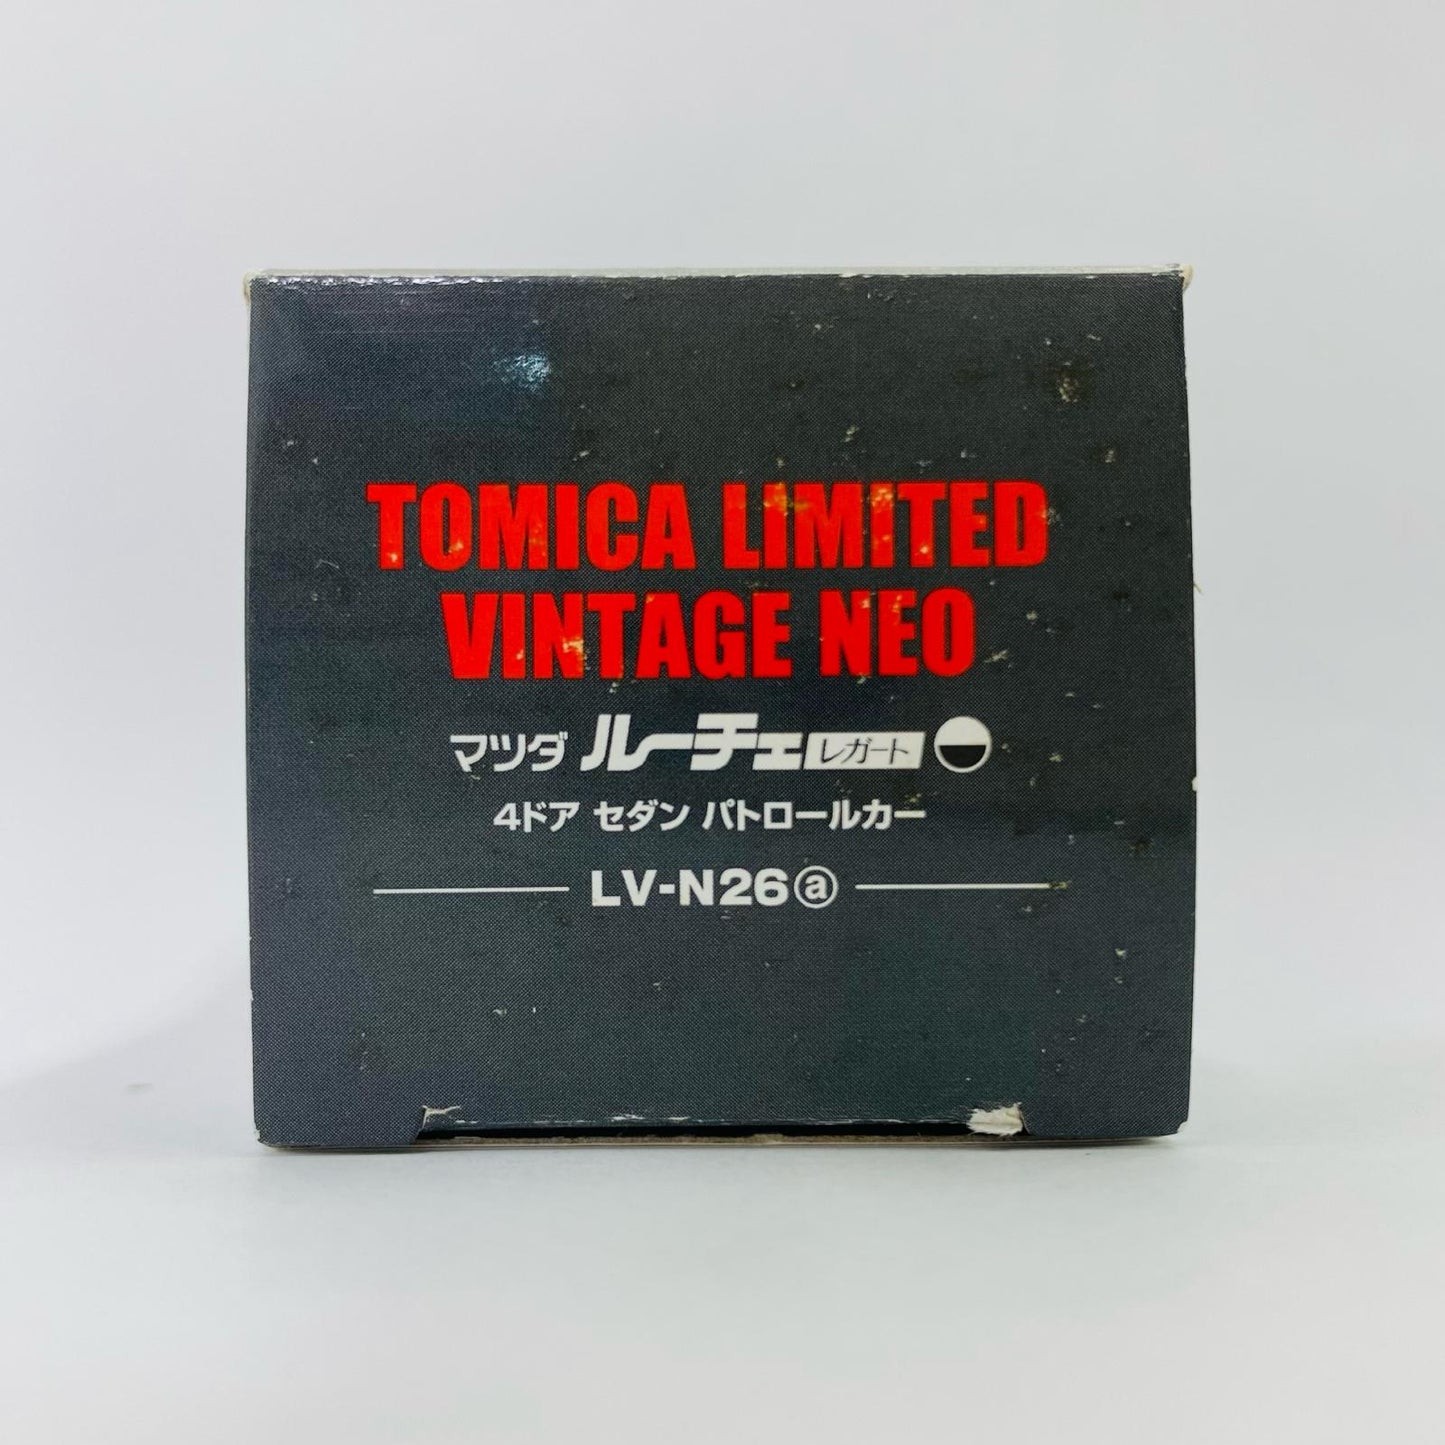 TOMICA LIMITED
VINTAGE NEO
マツダ ルーチェ レガート
4ドア セダン パトロールカー
LV-N26ⓐ